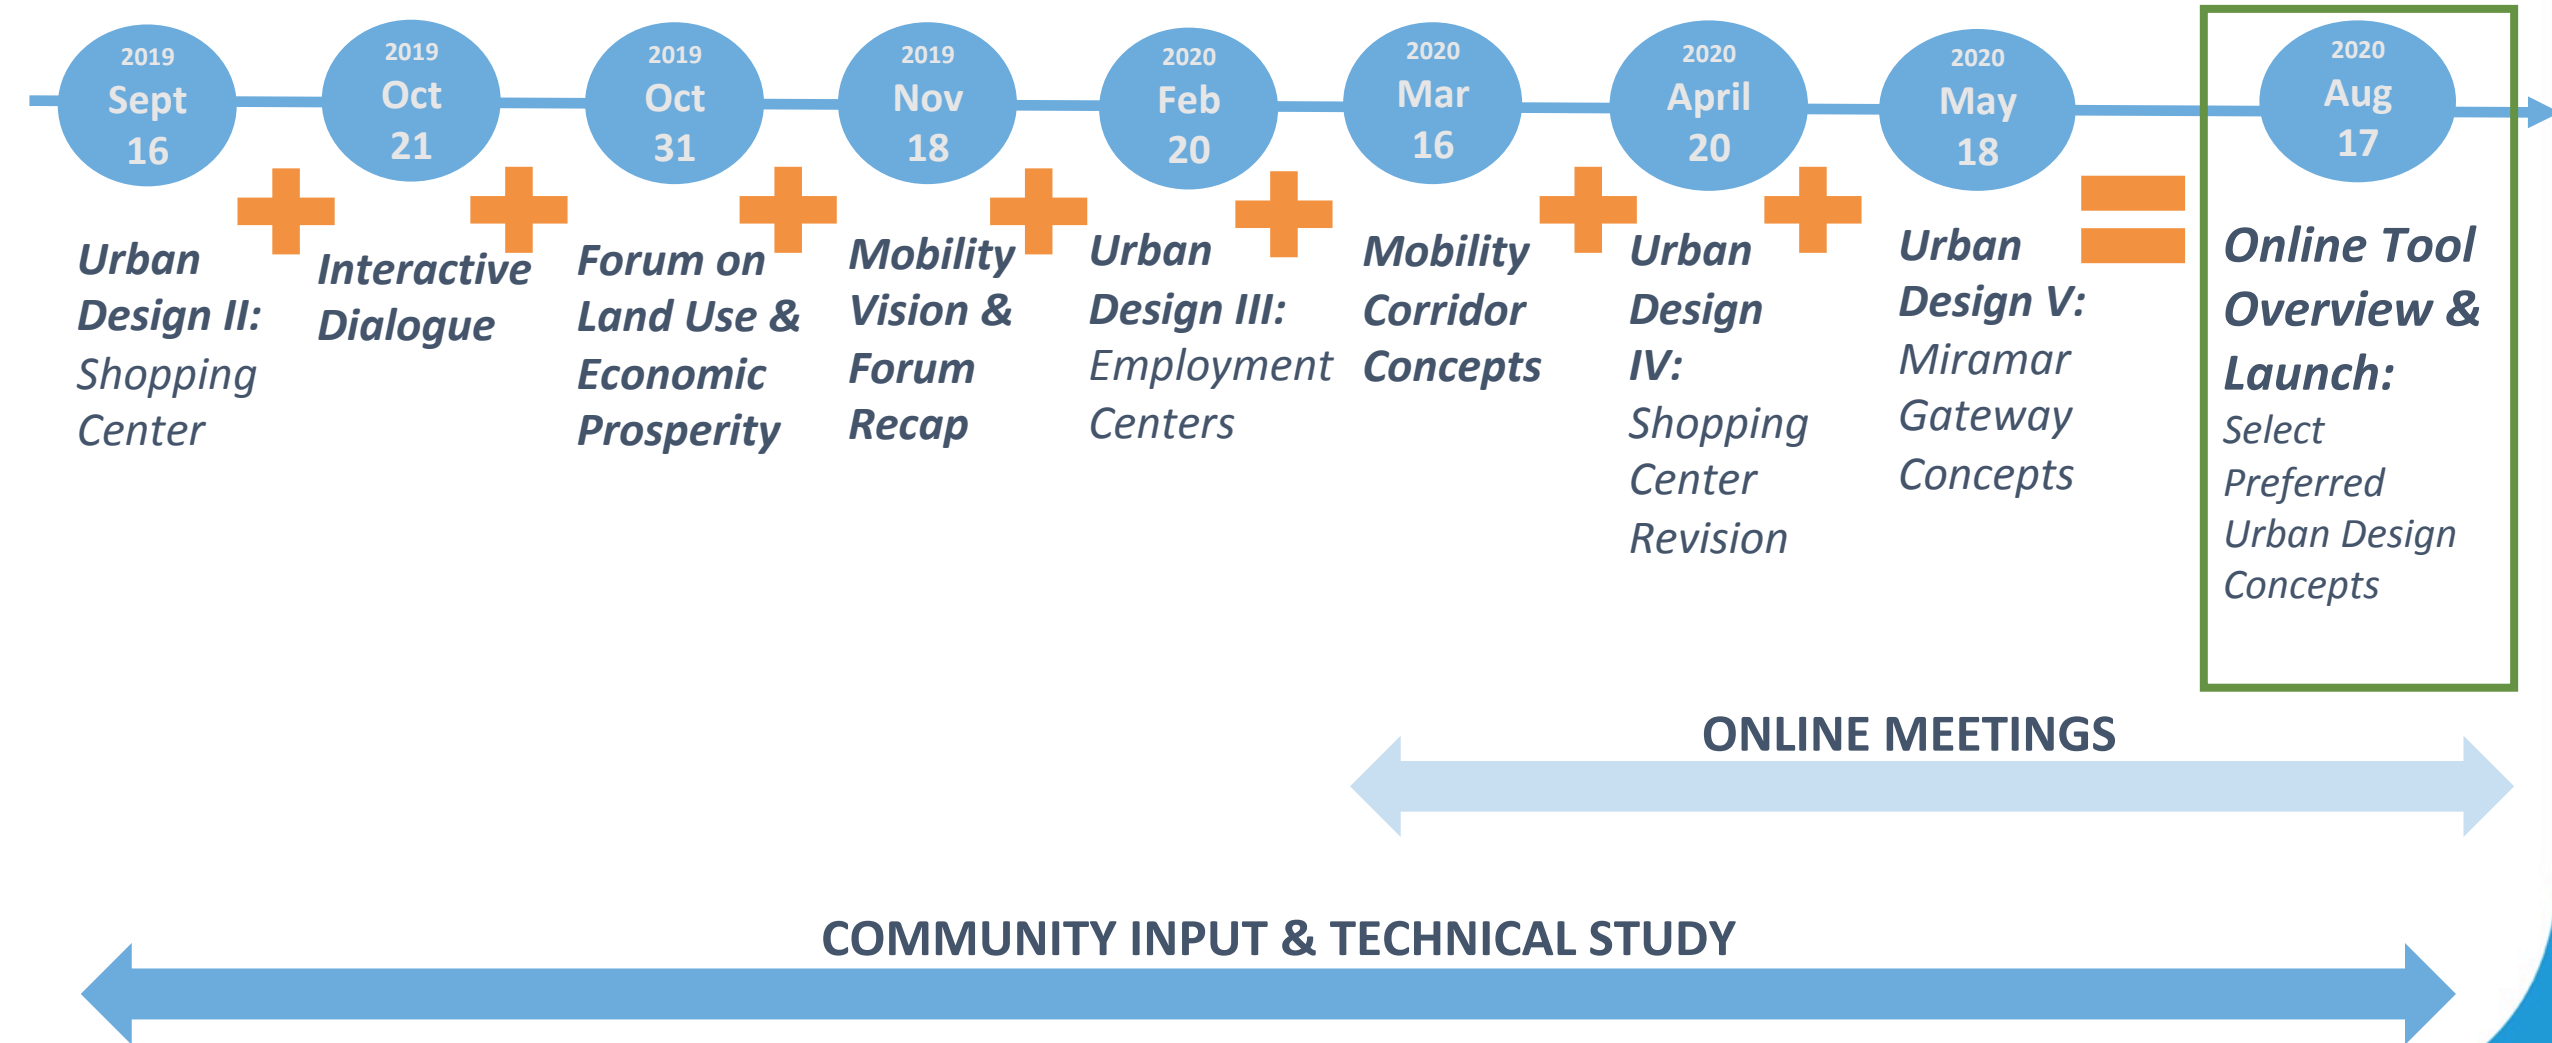 2019
Sept
16
2019
Oct
21
2019
Oct
31
2019
Nov
18
2020
Feb
20
2020
Mar
16
2020
April
20
2020
May
18
2020
Aug
17
Urban
Design II:
Shopping
Center
Interactive
Dialogue
Forum on
Land Use &
Economic
Prosperity
Mobility
Vision &
Forum
Recap
Urban
Design III:
Employment
Centers
Mobility
Corridor
Concepts
Urban
Design
IV:
Shopping
Center
Revision
Urban
Design V:
Miramar
Gateway
Concepts
Online Tool
Overview &
Launch:
Select
Preferred
Urban Design
Concepts
ONLINE MEETINGS
COMMUNITY INPUT & TECHNICAL STUDY